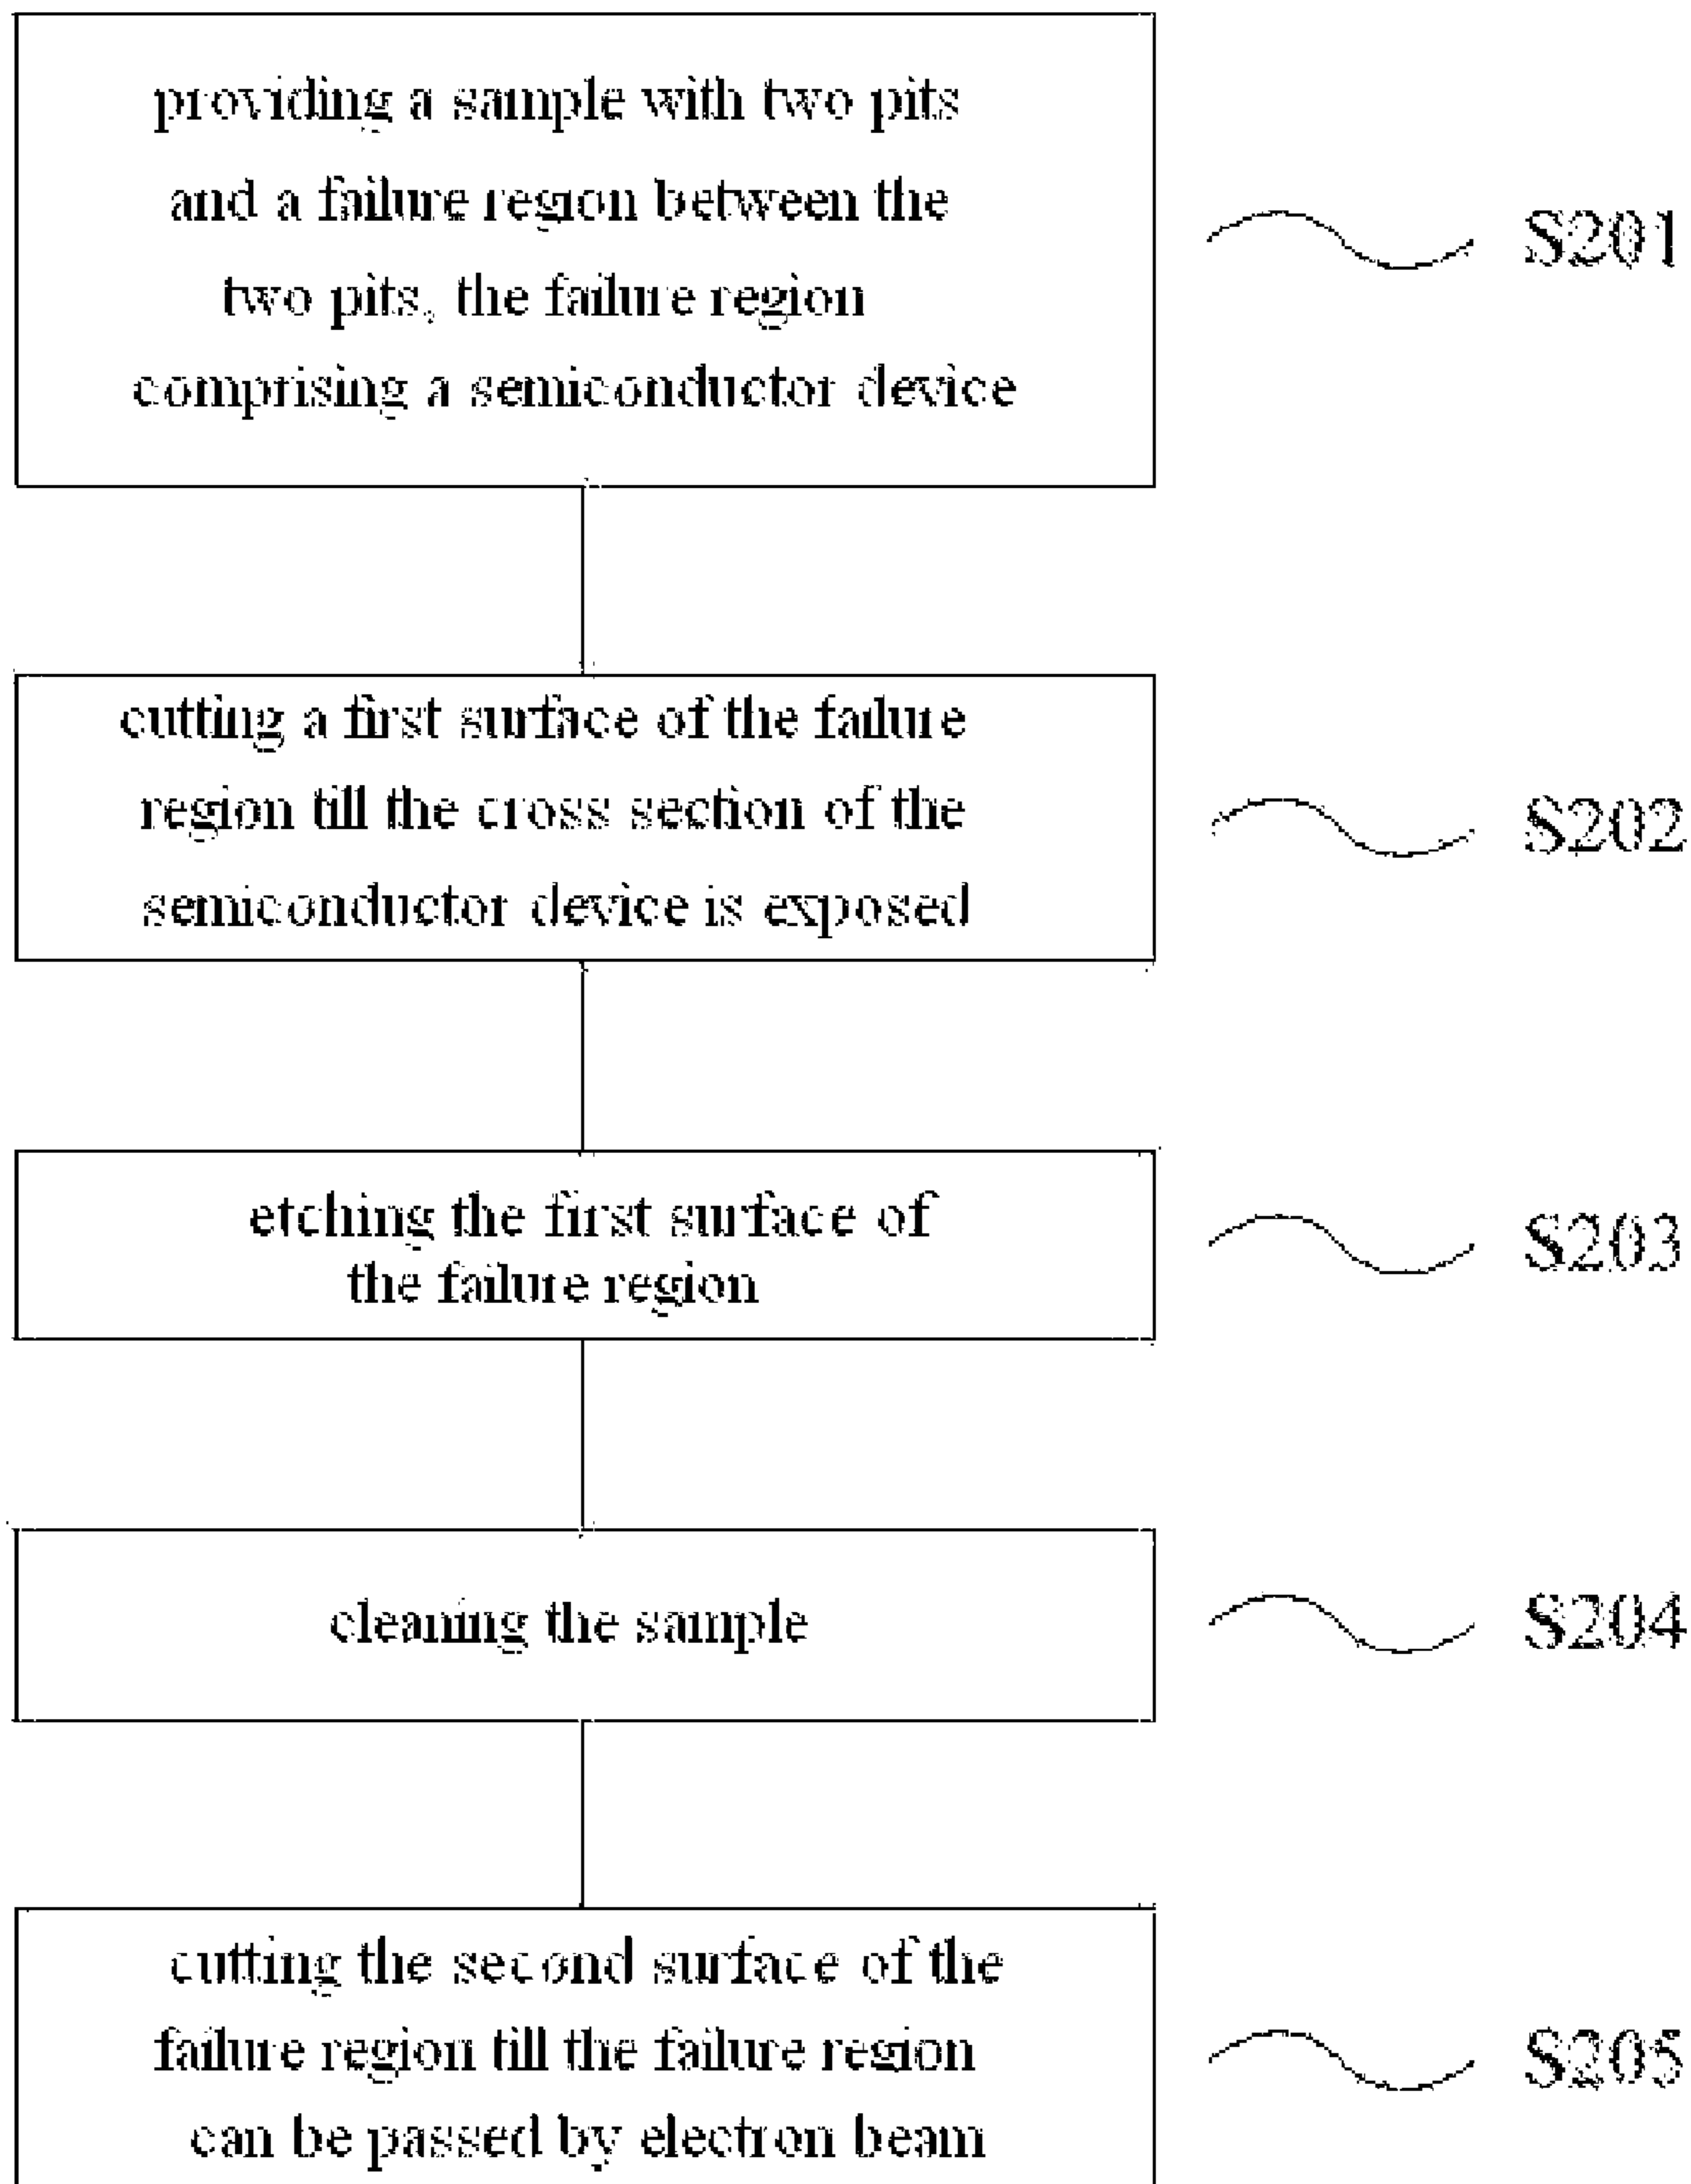 providing a sample with two pits
and a failure region between the
two pits, the failure region
comprising a semiconductor device
S201
cutting a first surface of the failure
region till the cross section of the
semiconductor device is exposed
S202
etching the first surface of
the failure region
S203
cleaning the sample
S204
cutting the second surface of the
failure region till the failure region
can be passed by electron beam
S205